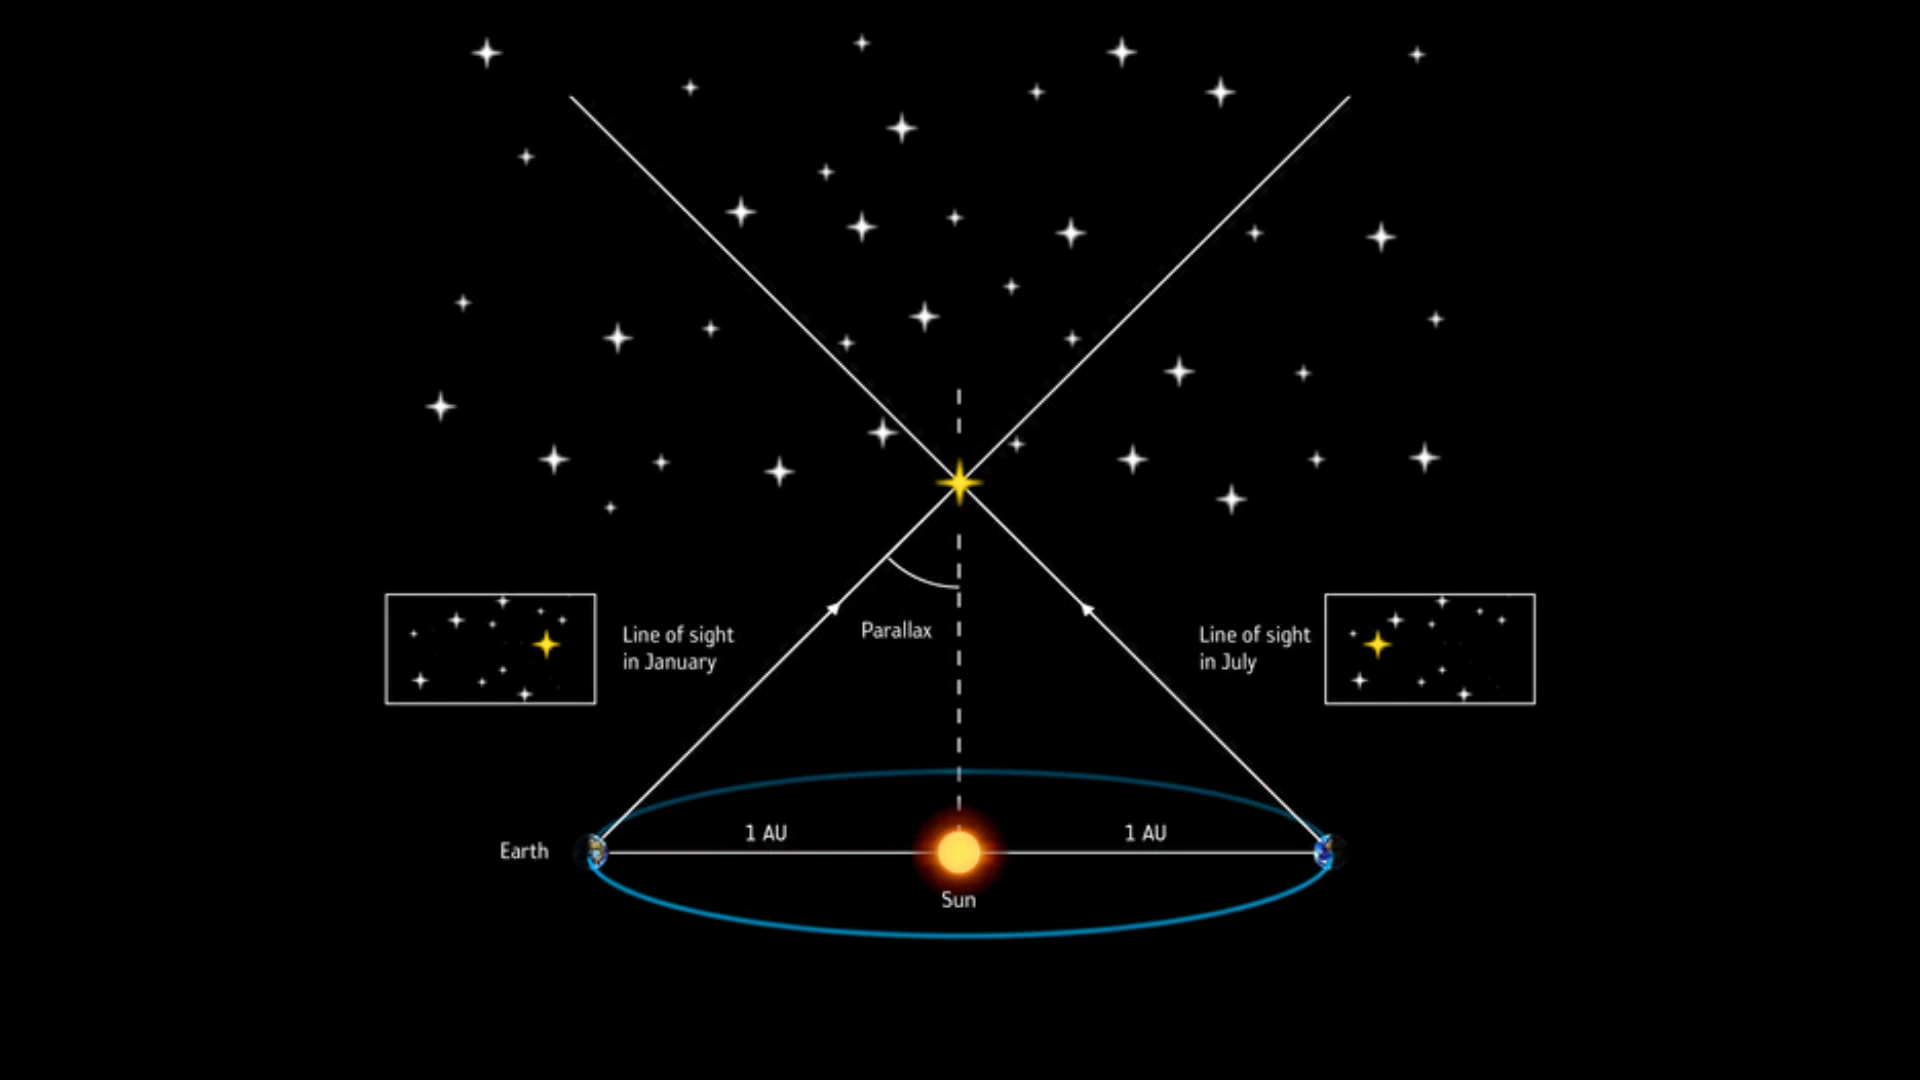 Line of sight
in January
Parallax
Line of sight
in July
Earth
1 AU
1 AU
Sun